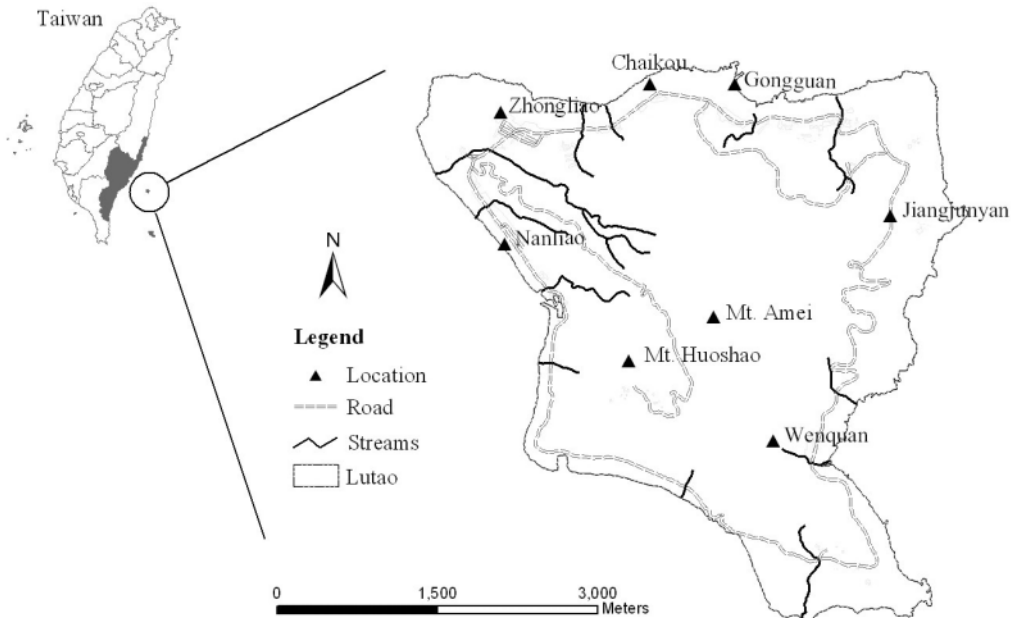 Taiwan
Chaikou
Gongguan
Zhongliao
Jiangjunyan
Nanliao
N
Mt. Amei
Legend
Mt. Huoshao
Location
Road
Wenquan
Streams
Lutao
0 1,500 3,000
Meters